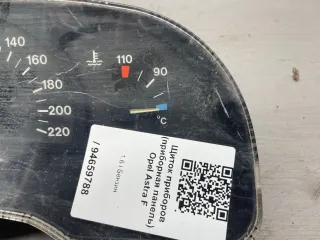 140
160
180
200
220
110
90
°C
Щиток приборов
(приборная панель)
Opel Astra F
1.6 i бензин
/ 94659788